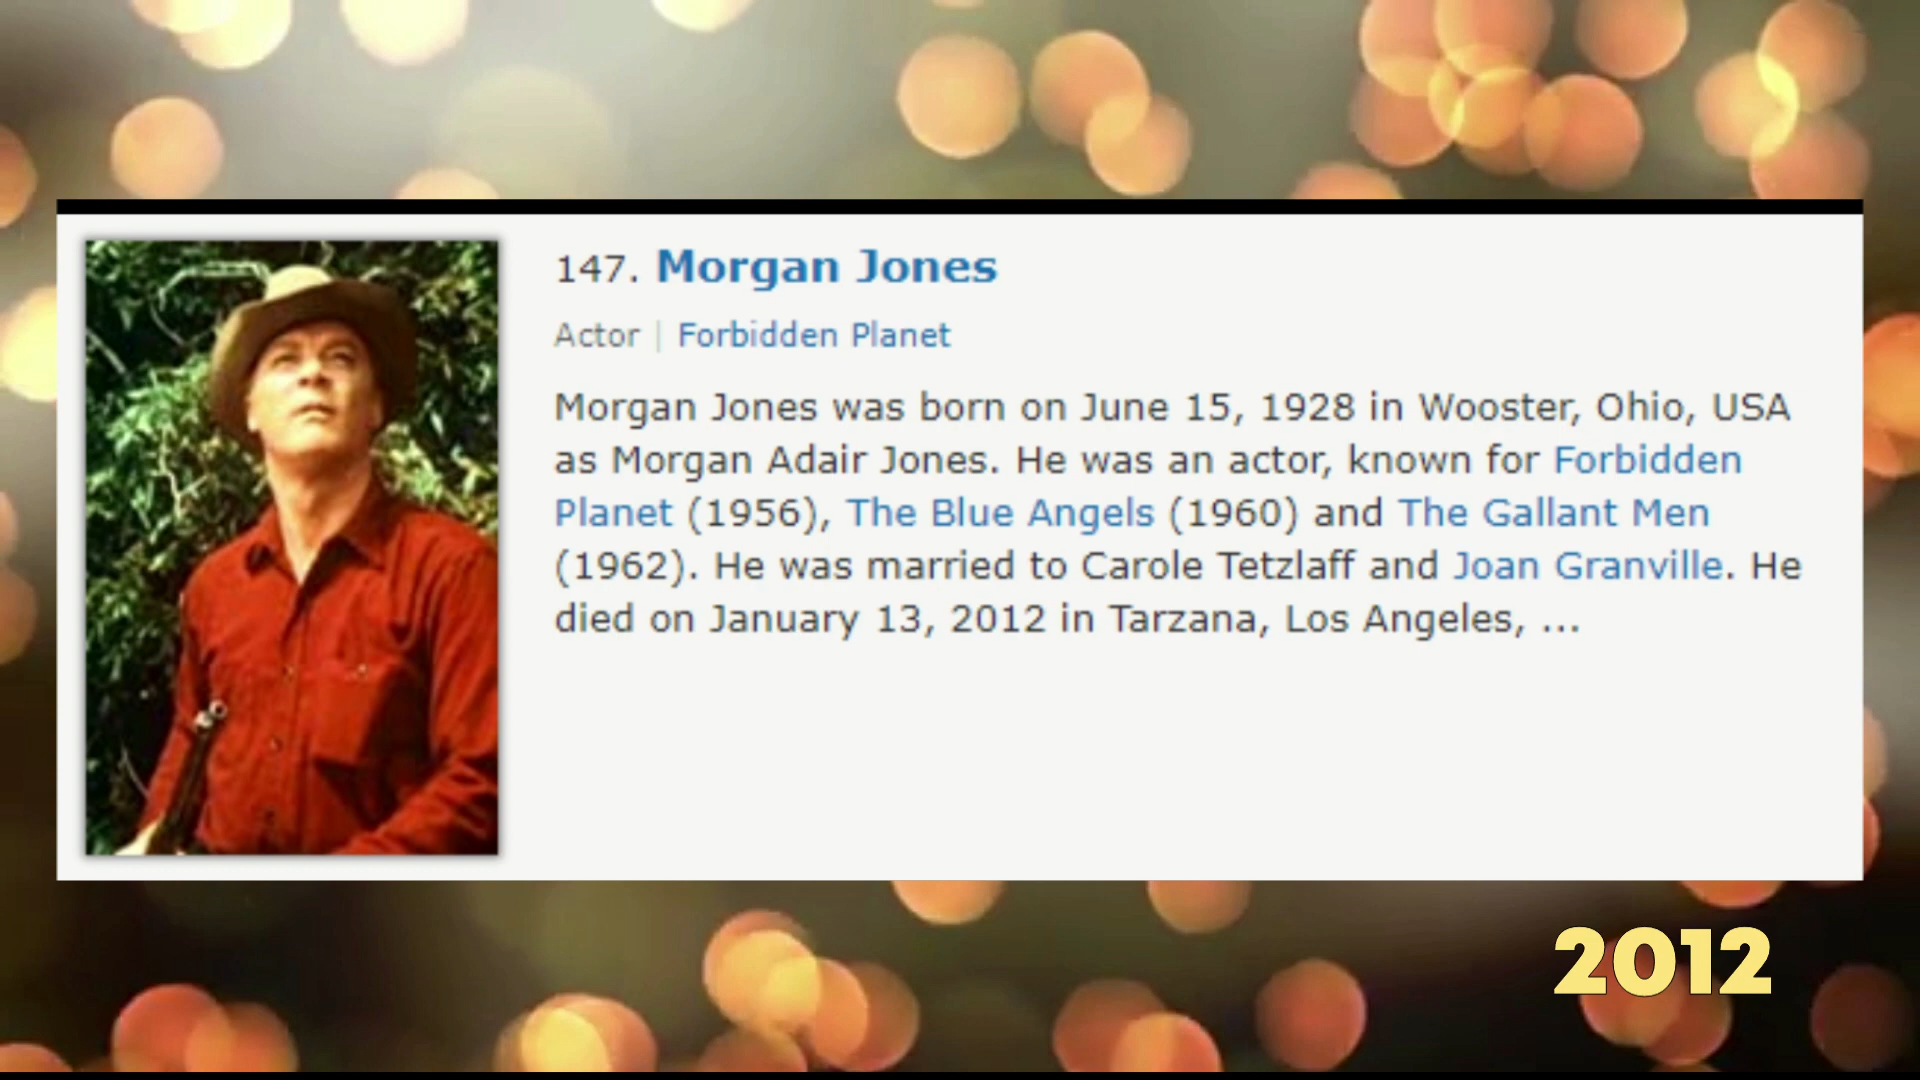 147. Morgan Jones
Actor | Forbidden Planet
Morgan Jones was born on June 15, 1928 in Wooster, Ohio, USA
as Morgan Adair Jones. He was an actor, known for Forbidden
Planet (1956), The Blue Angels (1960) and The Gallant Men
(1962). He was married to Carole Tetzlaff and Joan Granville. He
died on January 13, 2012 in Tarzana, Los Angeles, ...
2012